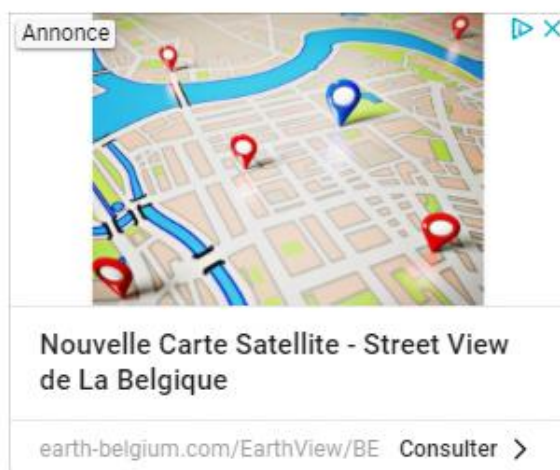 Annonce
Nouvelle Carte Satellite - Street View
de La Belgique
earth-belgium.com/EarthView/BE Consulter